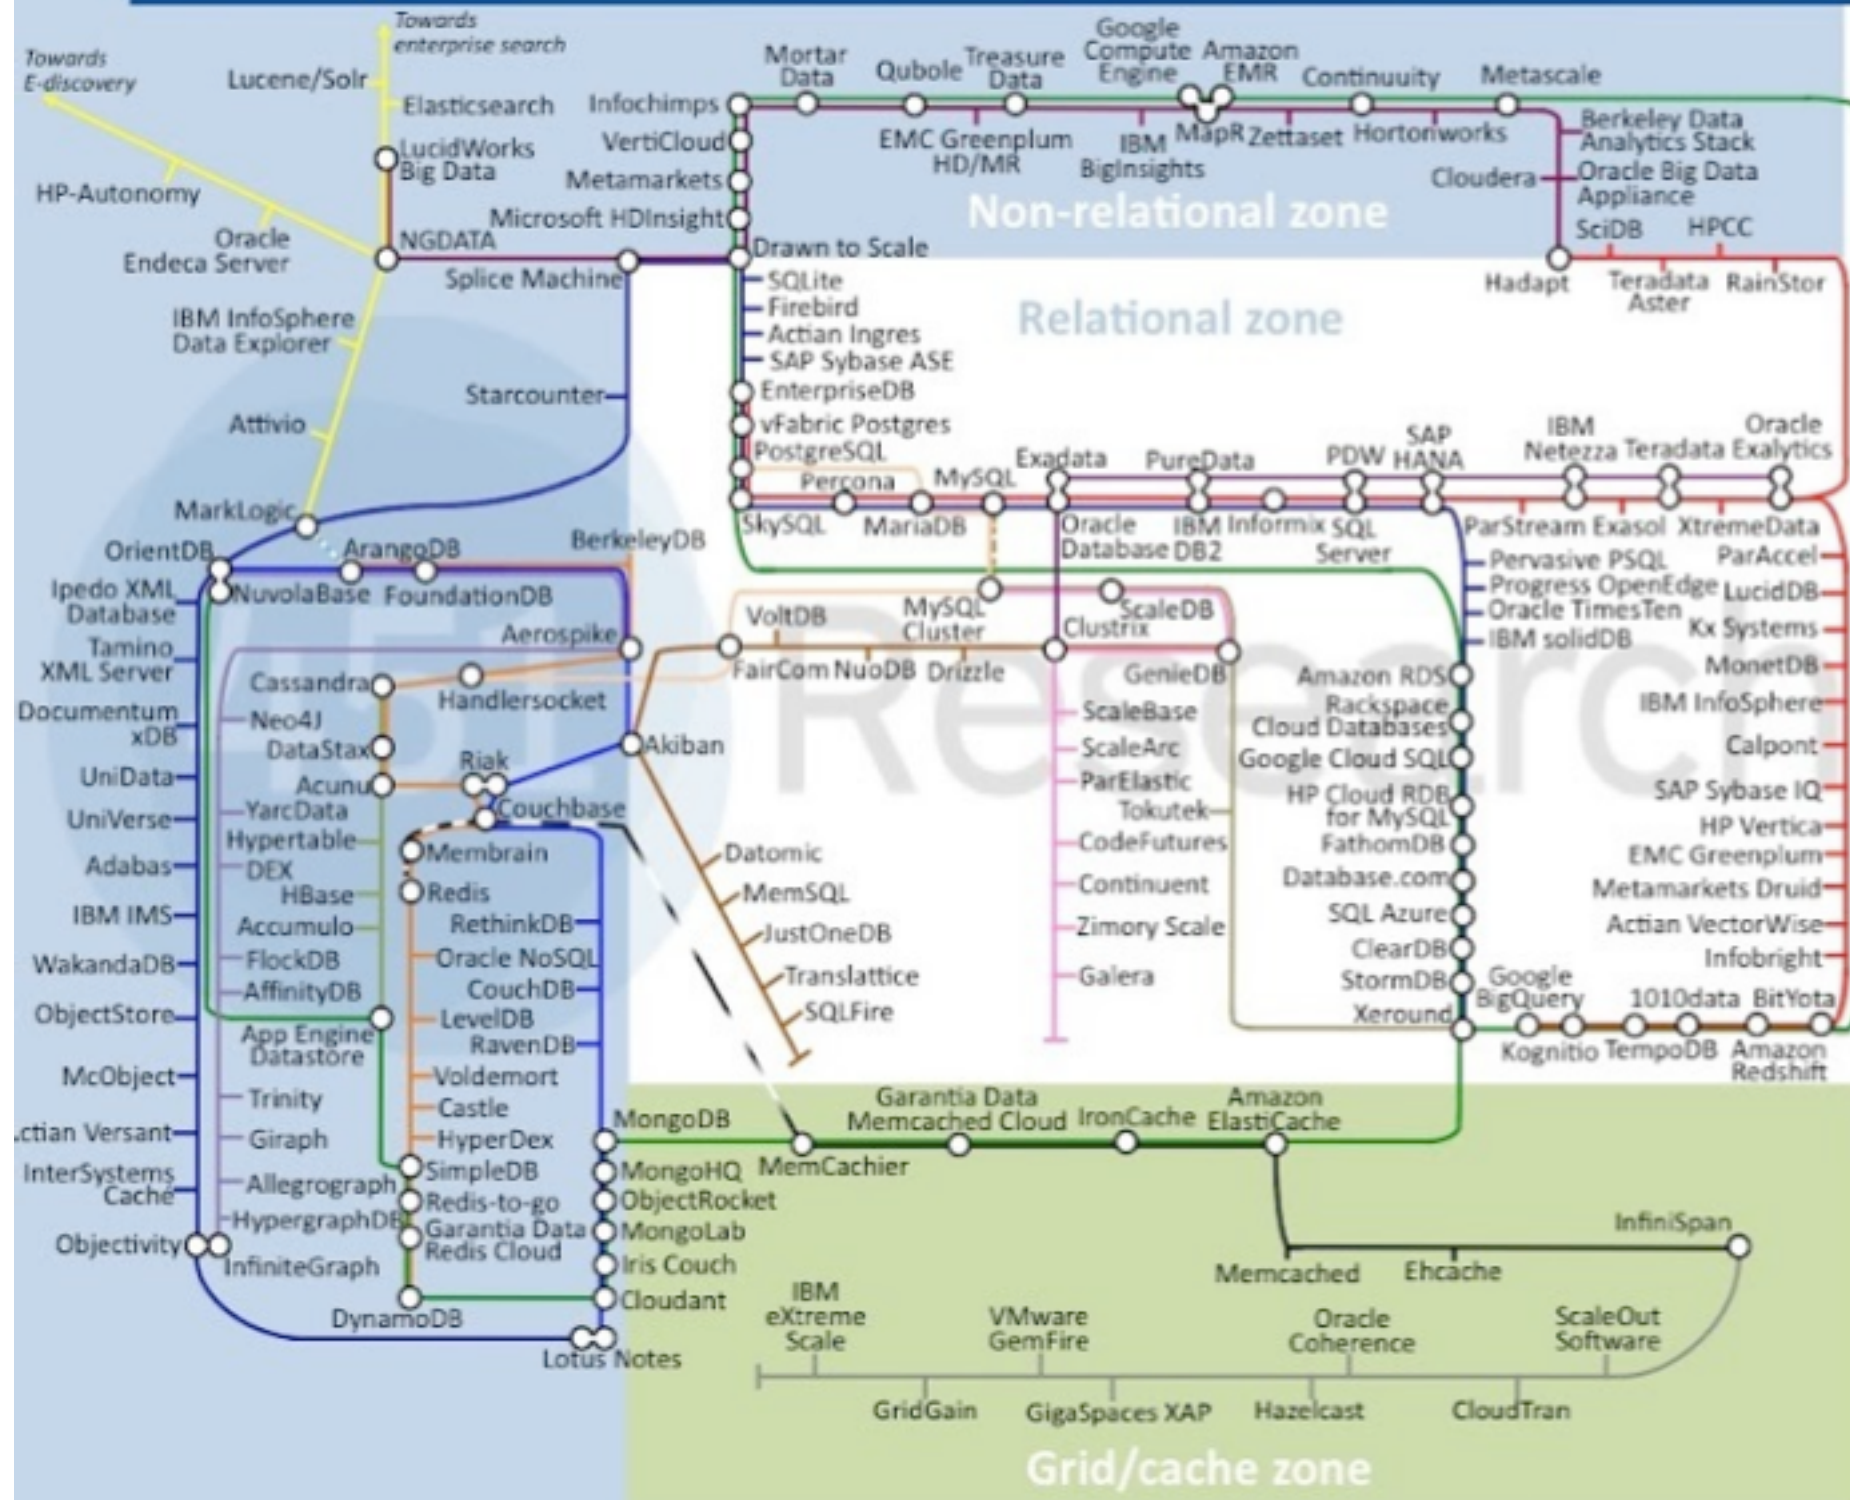 Towards
enterprise search
Towards
E-discovery
Lucene/Solr
Elasticsearch
LucidWorks
Big Data
HP-Autonomy
Oracle
Endeca Server
NGDATA
IBM InfoSphere
Data Explorer
Attivio
MarkLogic
Splice Machine
Starcounter
Infochimps
VertiCloud
Metamarkets
Microsoft HDInsight
Drawn to Scale
Mortar
Data
Qubole
Treasure
Data
Google
Compute
Engine
Amazon
EMR
Continuuity
Metascale
EMC Greenplum
HD/MR
IBM
BigInsights
MapR
Zettaset
Hortonworks
Berkeley Data
Analytics Stack
Cloudera
Oracle Big Data
Appliance
Non-relational zone
SciDB
HPCC
Hadapt
Teradata
Aster
RainStor
Relational zone
SQLite
Firebird
Actian Ingres
SAP Sybase ASE
EnterpriseDB
vFabric Postgres
PostgreSQL
Percona
MySQL
SkySQL
MariaDB
Exadata
PureData
PDW
SAP
HANA
IBM
Netezza
Teradata
Oracle
Exalytics
Oracle
Database
IBM
DB2
Informix
SQL
Server
ParStream
Exasol
XtremeData
Pervasive PSQL
Progress OpenEdge
Oracle TimesTen
IBM solidDB
ParAccel
LucidDB
Kx Systems
MonetDB
IBM InfoSphere
Calpont
SAP Sybase IQ
HP Vertica
EMC Greenplum
Metamarkets Druid
Actian VectorWise
Infobright
OrientDB
ArangoDB
BerkeleyDB
NuvolaBase
FoundationDB
Aerospike
Ipedo XML
Database
Tamino
XML Server
Documentum
xDB
UniData
UniVerse
Adabas
IBM IMS
WakandaDB
ObjectStore
McObject
ctian Versant
InterSystems
Cache
Objectivity
Cassandra
Handlersocket
Neo4J
DataStax
Riak
Acunu
Couchbase
Akiban
YarcData
Hypertable
DEX
HBase
Accumulo
FlockDB
AffinityDB
App Engine
Datastore
Trinity
Giraph
Allegrograph
HypergraphDB
InfiniteGraph
Membrain
Redis
RethinkDB
Oracle NoSQL
CouchDB
LevelDB
RavenDB
Voldemort
Castle
HyperDex
SimpleDB
Redis-to-go
Garantia Data
Redis Cloud
DynamoDB
MongoDB
MongoHQ
ObjectRocket
MongoLab
Iris Couch
Cloudant
Lotus Notes
451 Research
VoltDB
MySQL
Cluster
ScaleDB
Clustrix
FairCom
NuoDB
Drizzle
GenieDB
ScaleBase
ScaleArc
ParElastic
Tokutek
CodeFutures
Continuent
Zimory Scale
Galera
Datomic
MemSQL
JustOneDB
Translattice
SQLFire
Amazon RDS
Rackspace
Cloud Databases
Google Cloud SQL
HP Cloud RDB
for MySQL
FathomDB
Database.com
SQL Azure
ClearDB
StormDB
Xeround
Google
BigQuery
1010data
BitYota
Kognitio
TempoDB
Amazon
Redshift
MemCachier
Garantia Data
Memcached Cloud
IronCache
Amazon
ElastiCache
Memcached
Ehcache
InfiniSpan
IBM
eXtreme
Scale
VMware
GemFire
Oracle
Coherence
ScaleOut
Software
GridGain
GigaSpaces XAP
Hazelcast
CloudTran
Grid/cache zone